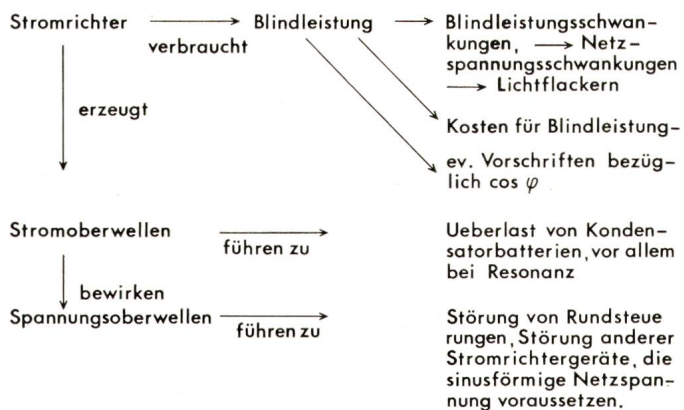 Stromrichter verbraucht Blindleistung Blindleistungsschwan-
kungen, Netz-
spannungsschwankungen
Lichtflackern
erzeugt
Kosten für Blindleistung-
ev. Vorschriften bezüg-
lich cos φ
Stromoberwellen führen zu Ueberlast von Konden-
satorbatterien, vor allem
bei Resonanz
bewirken
Spannungsoberwellen führen zu Störung von Rundsteue
rungen, Störung anderer
Stromrichtergeräte, die
sinusförmige Netzspan-
nung voraussetzen.